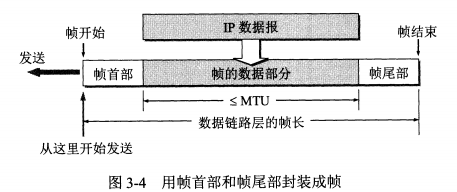 IP 数据报
帧开始
帧结束
发送
帧首部
帧的数据部分
帧尾部
≤ MTU
数据链路层的帧长
从这里开始发送
图 3-4 用帧首部和帧尾部封装成帧